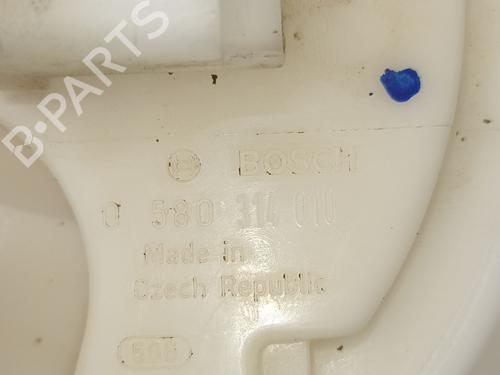 B-PARTS
BOSCH
0 580 314 010
Made in
Czech Republic